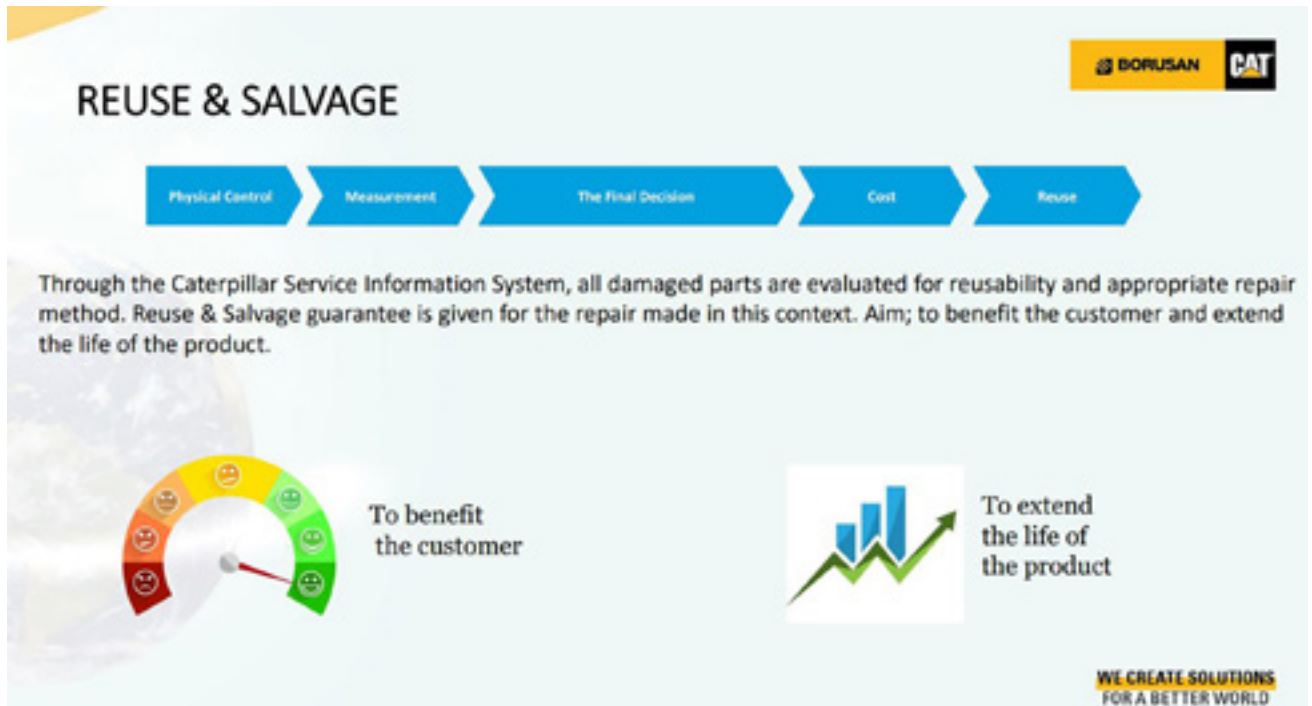 BORUSAN CAT
REUSE & SALVAGE
Physical Control
Measurement
The Final Decision
Cost
Reuse
Through the Caterpillar Service Information System, all damaged parts are evaluated for reusability and appropriate repair
method. Reuse & Salvage guarantee is given for the repair made in this context. Aim; to benefit the customer and extend
the life of the product.
To benefit
the customer
To extend
the life of
the product
WE CREATE SOLUTIONS
FOR A BETTER WORLD